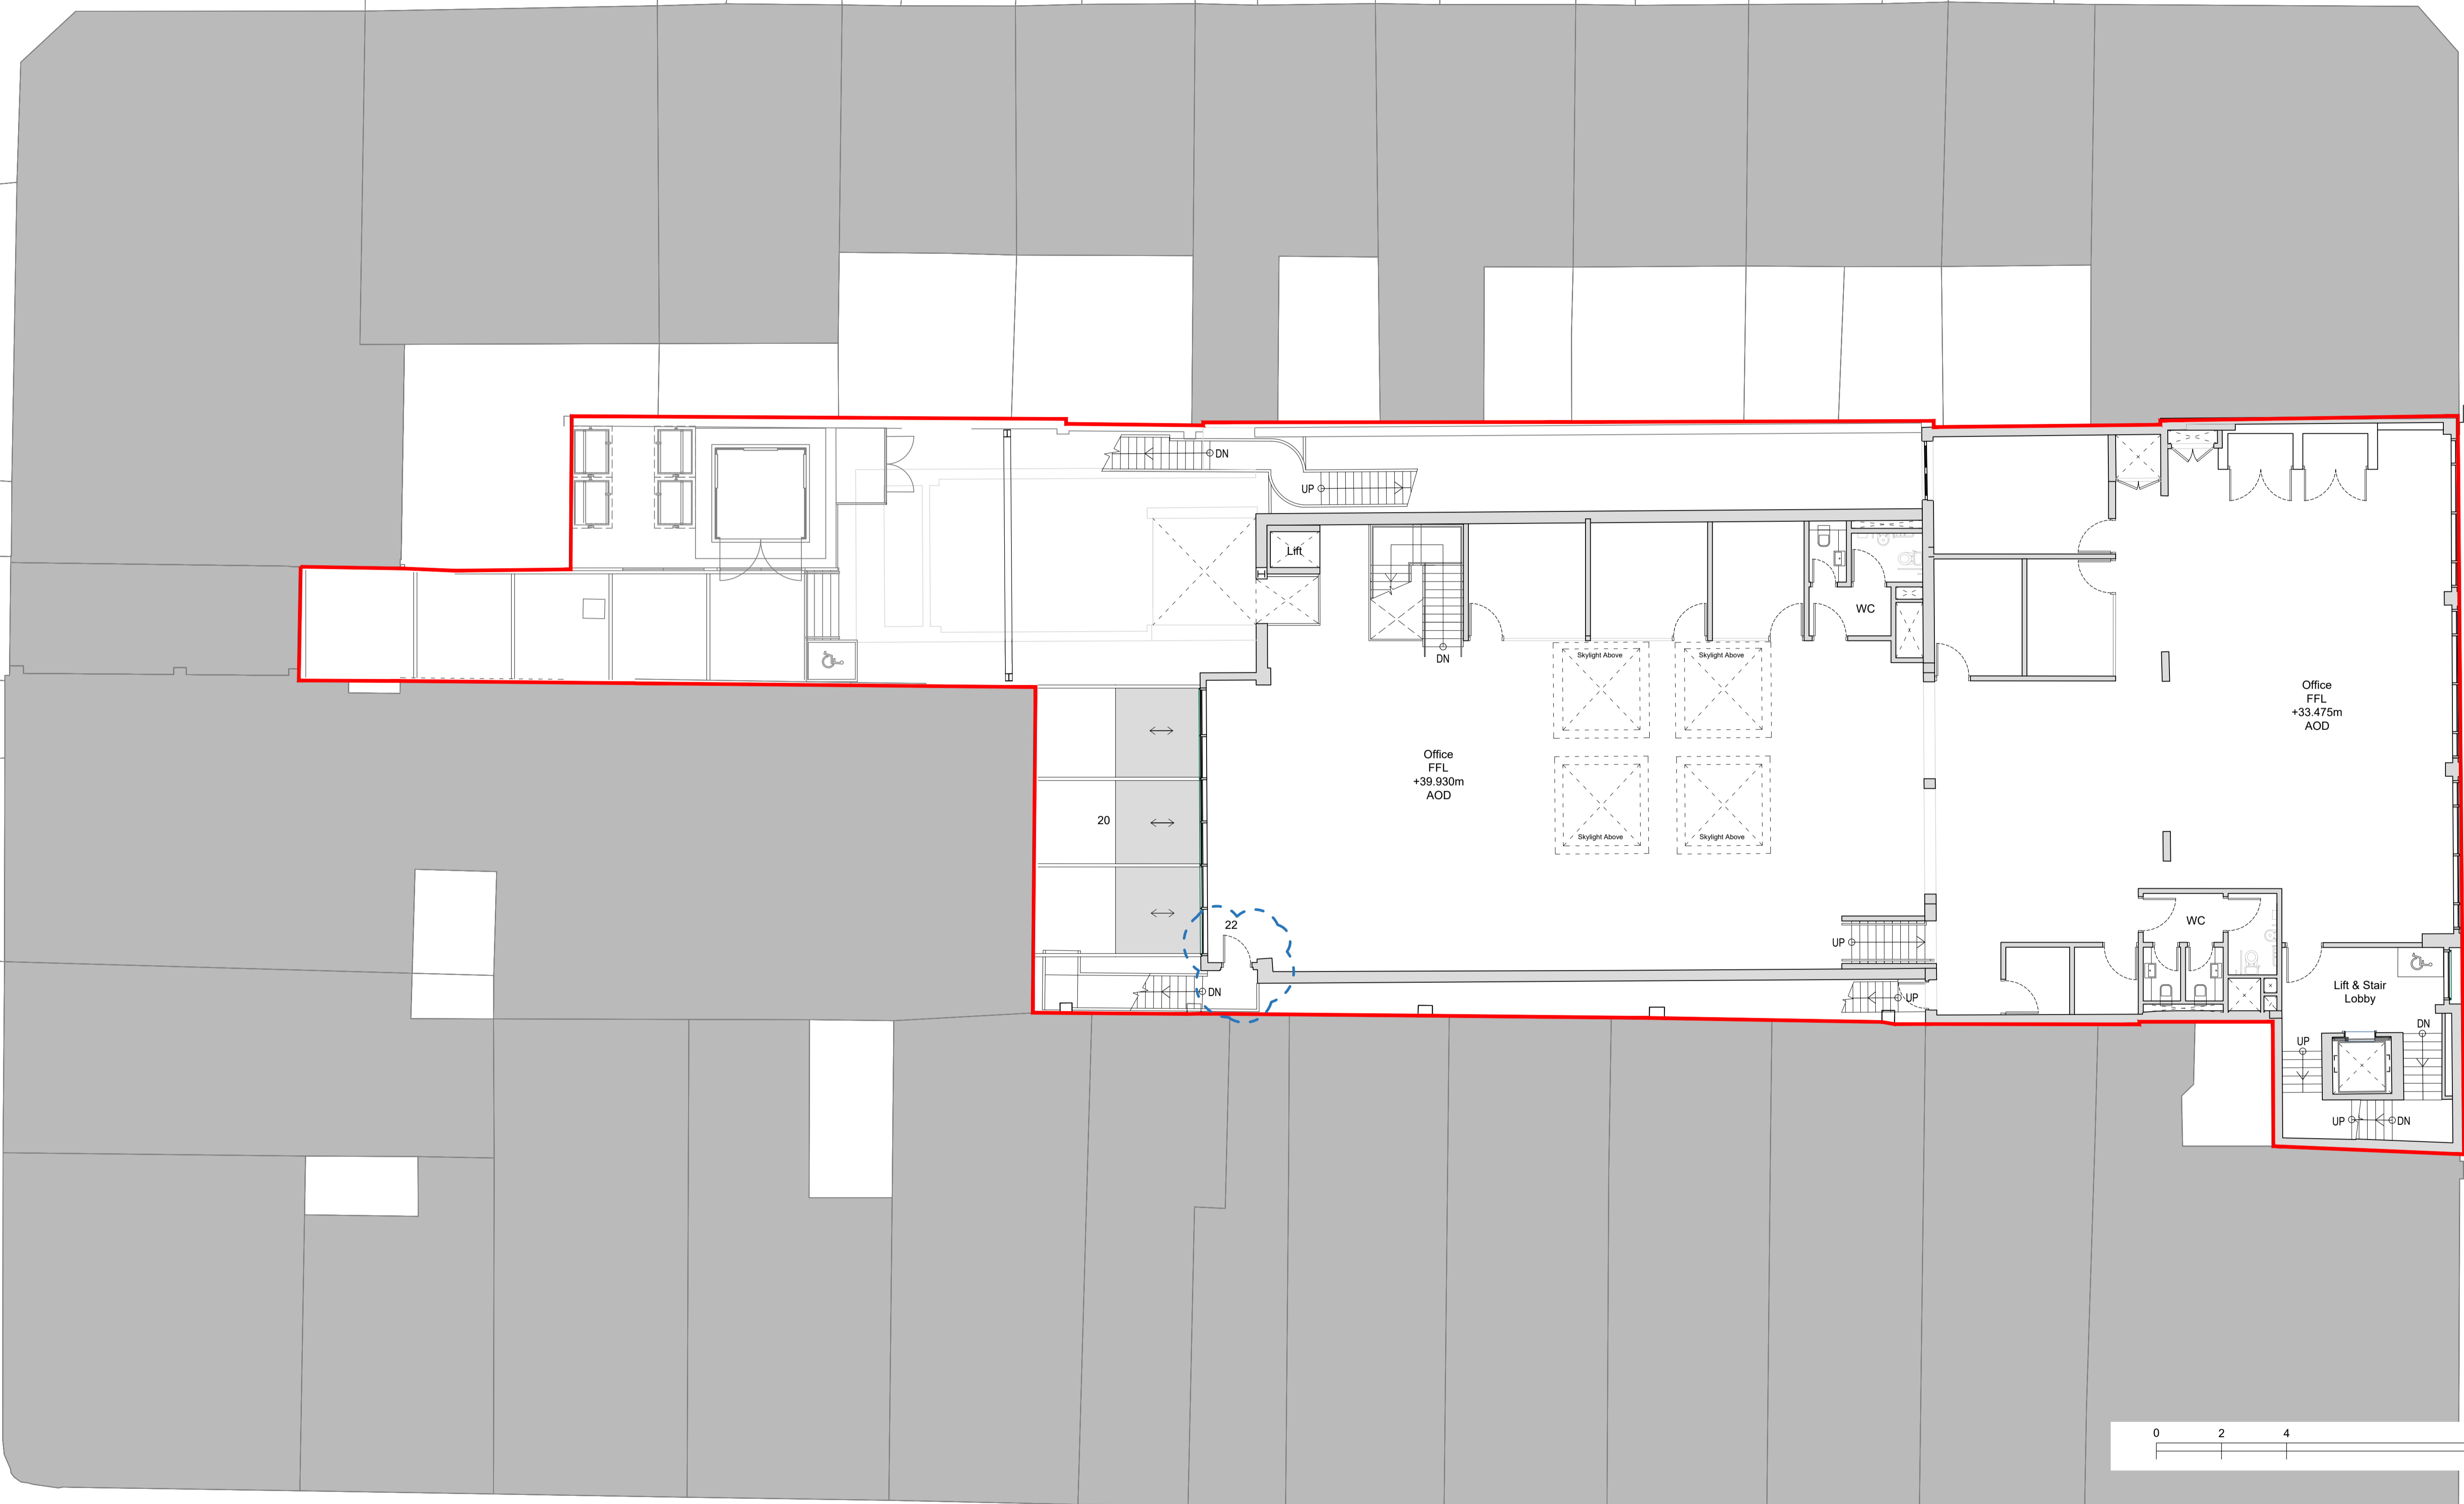 DN
UP
Lift
WC
DN
Skylight Above
Skylight Above
Office
FFL
+33.475m
AOD
Office
FFL
+39.930m
AOD
20
Skylight Above
Skylight Above
22
WC
UP
DN
UP
Lift & Stair
Lobby
DN
UP
UP
DN
0 2 4